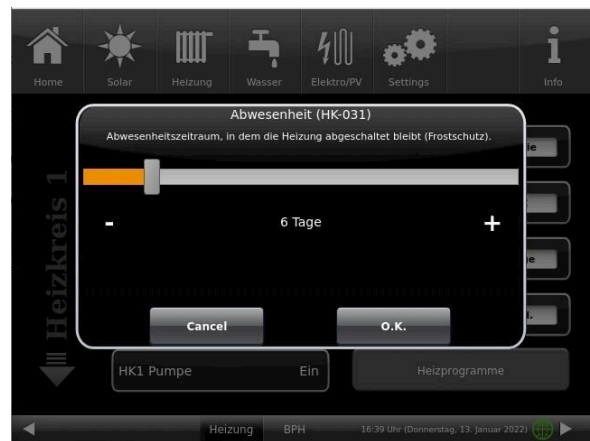 Home Solar Heizung Wasser Elektro/PV Settings Info
Abwesenheit (HK-031)
Abwesenheitszeitraum, in dem die Heizung abgeschaltet bleibt (Frostschutz).
Heizkreis 1
- 6 Tage +
Cancel O.K.
HK1 Pumpe Ein Heizprogramme
Heizung BPH 16:39 Uhr (Donnerstag, 13. Januar 2022)